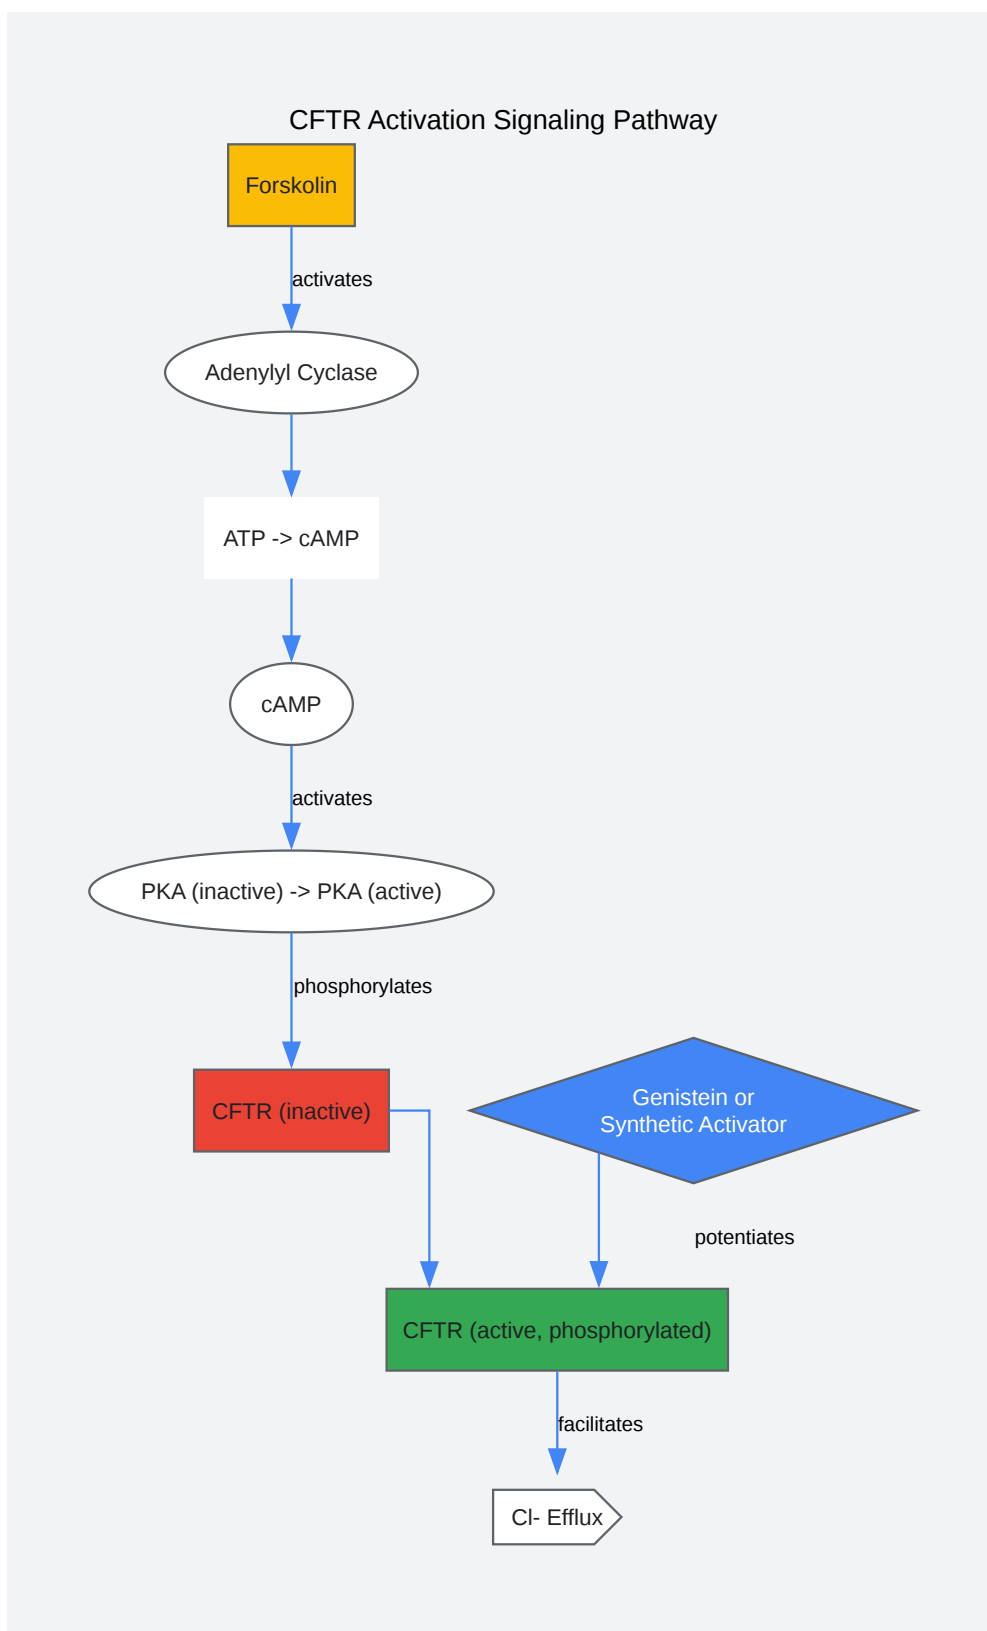 CFTR Activation Signaling Pathway
Forskolin
activates
Adenylyl Cyclase
ATP -> cAMP
cAMP
activates
PKA (inactive) -> PKA (active)
phosphorylates
CFTR (inactive)
Genistein or
Synthetic Activator
potentiates
CFTR (active, phosphorylated)
facilitates
Cl- Efflux